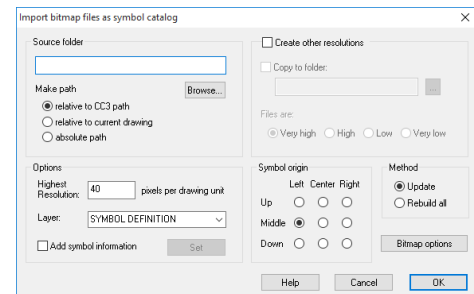 Import bitmap files as symbol catalog
Source folder
Make path
Browse...
relative to CC3 path
relative to current drawing
absolute path
Create other resolutions
Copy to folder:
...
Files are:
Very high High Low Very low
Options
Highest
Resolution: 40 pixels per drawing unit
Layer: SYMBOL DEFINITION
Add symbol information Set
Symbol origin
Left Center Right
Up
Middle
Down
Method
Update
Rebuild all
Bitmap options
Help Cancel OK